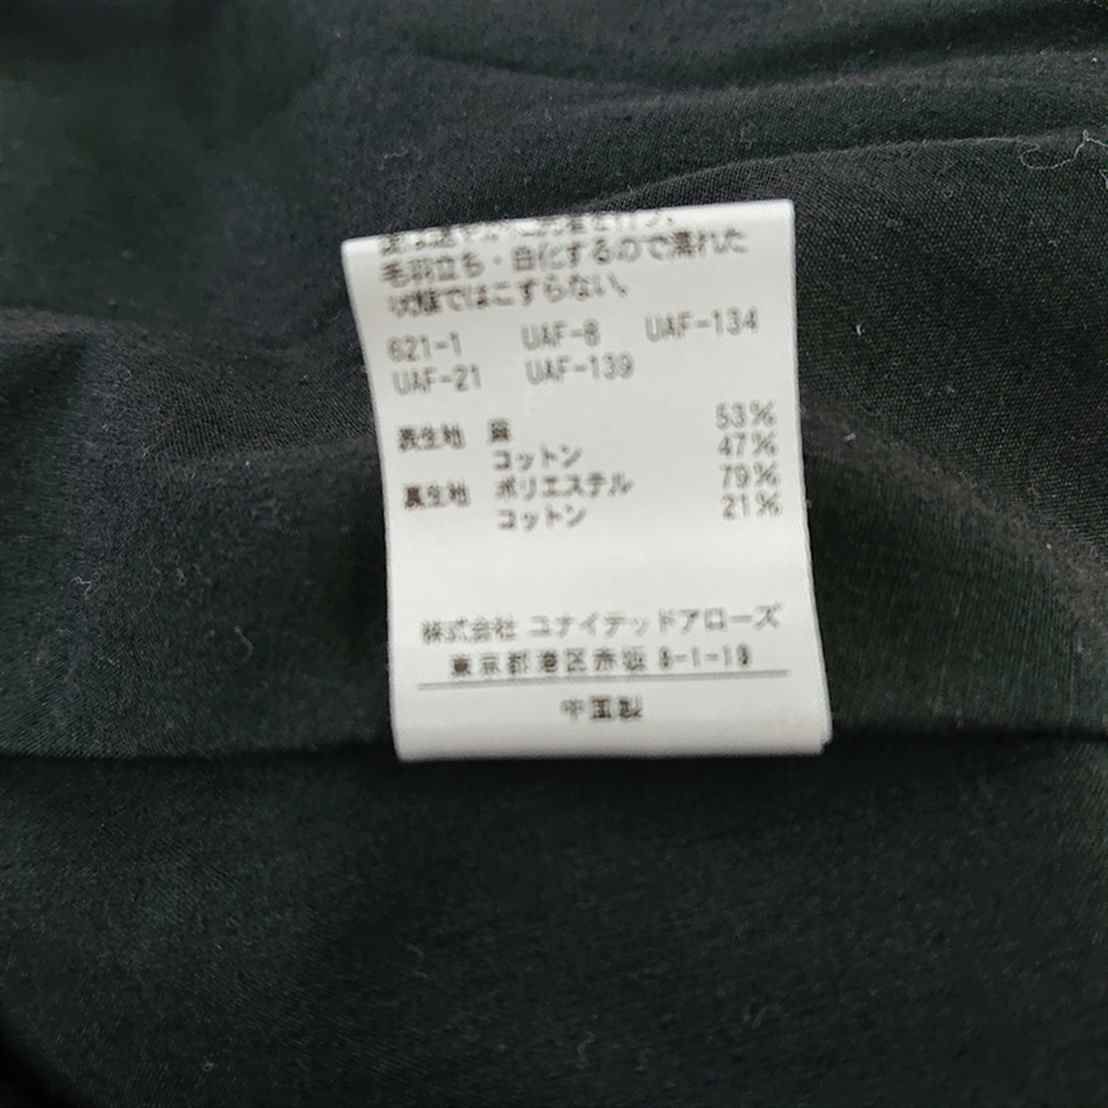 毛羽立ち・白化するので濡れた
状態ではこすらない。
621-1 UAF-8 UAF-134
UAF-21 UAF-139
表生地 麻 53%
コットン 47%
裏生地 ポリエステル 79%
コットン 21%
株式会社 ユナイテッドアローズ
東京都港区赤坂 8-1-19
中国製